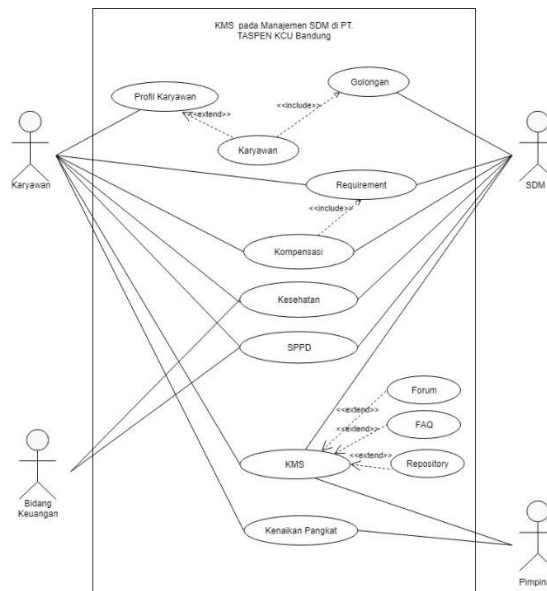 KMS pada Manajemen SDM di PT.
TASPEN KCU Bandung
Golongan
Profil Karyawan
<<extend>>
<<include>>
Karyawan
Karyawan
SDM
Requirement
<<include>>
Kompensasi
Kesehatan
SPPD
Forum
<<extend>>
FAQ
<<extend>>
<<extend>>
Repository
KMS
Bidang
Keuangan
Kenaikan Pangkat
Pimpina